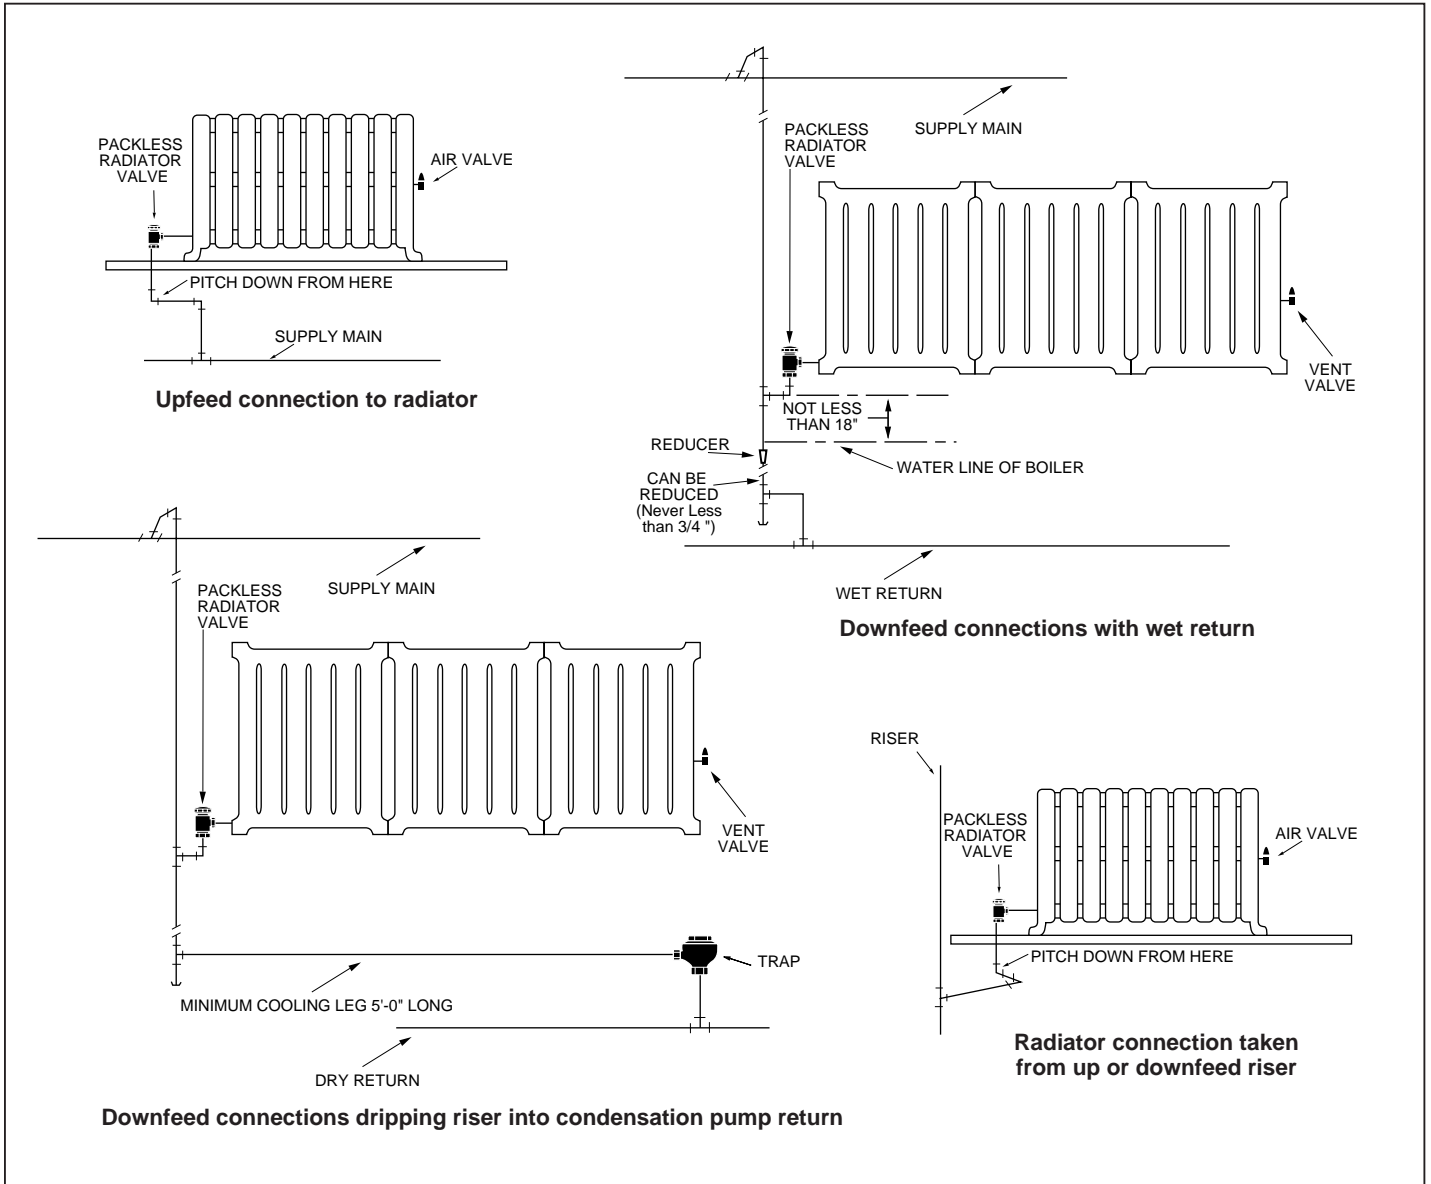 PACKLESS
RADIATOR
VALVE
AIR VALVE
PITCH DOWN FROM HERE
SUPPLY MAIN
Upfeed connection to radiator
SUPPLY MAIN
PACKLESS
RADIATOR
VALVE
VENT
VALVE
NOT LESS
THAN 18"
REDUCER
WATER LINE OF BOILER
CAN BE
REDUCED
(Never Less
than 3/4 ")
WET RETURN
Downfeed connections with wet return
SUPPLY MAIN
PACKLESS
RADIATOR
VALVE
VENT
VALVE
TRAP
MINIMUM COOLING LEG 5'-0" LONG
DRY RETURN
Downfeed connections dripping riser into condensation pump return
RISER
PACKLESS
RADIATOR
VALVE
AIR VALVE
PITCH DOWN FROM HERE
Radiator connection taken
from up or downfeed riser